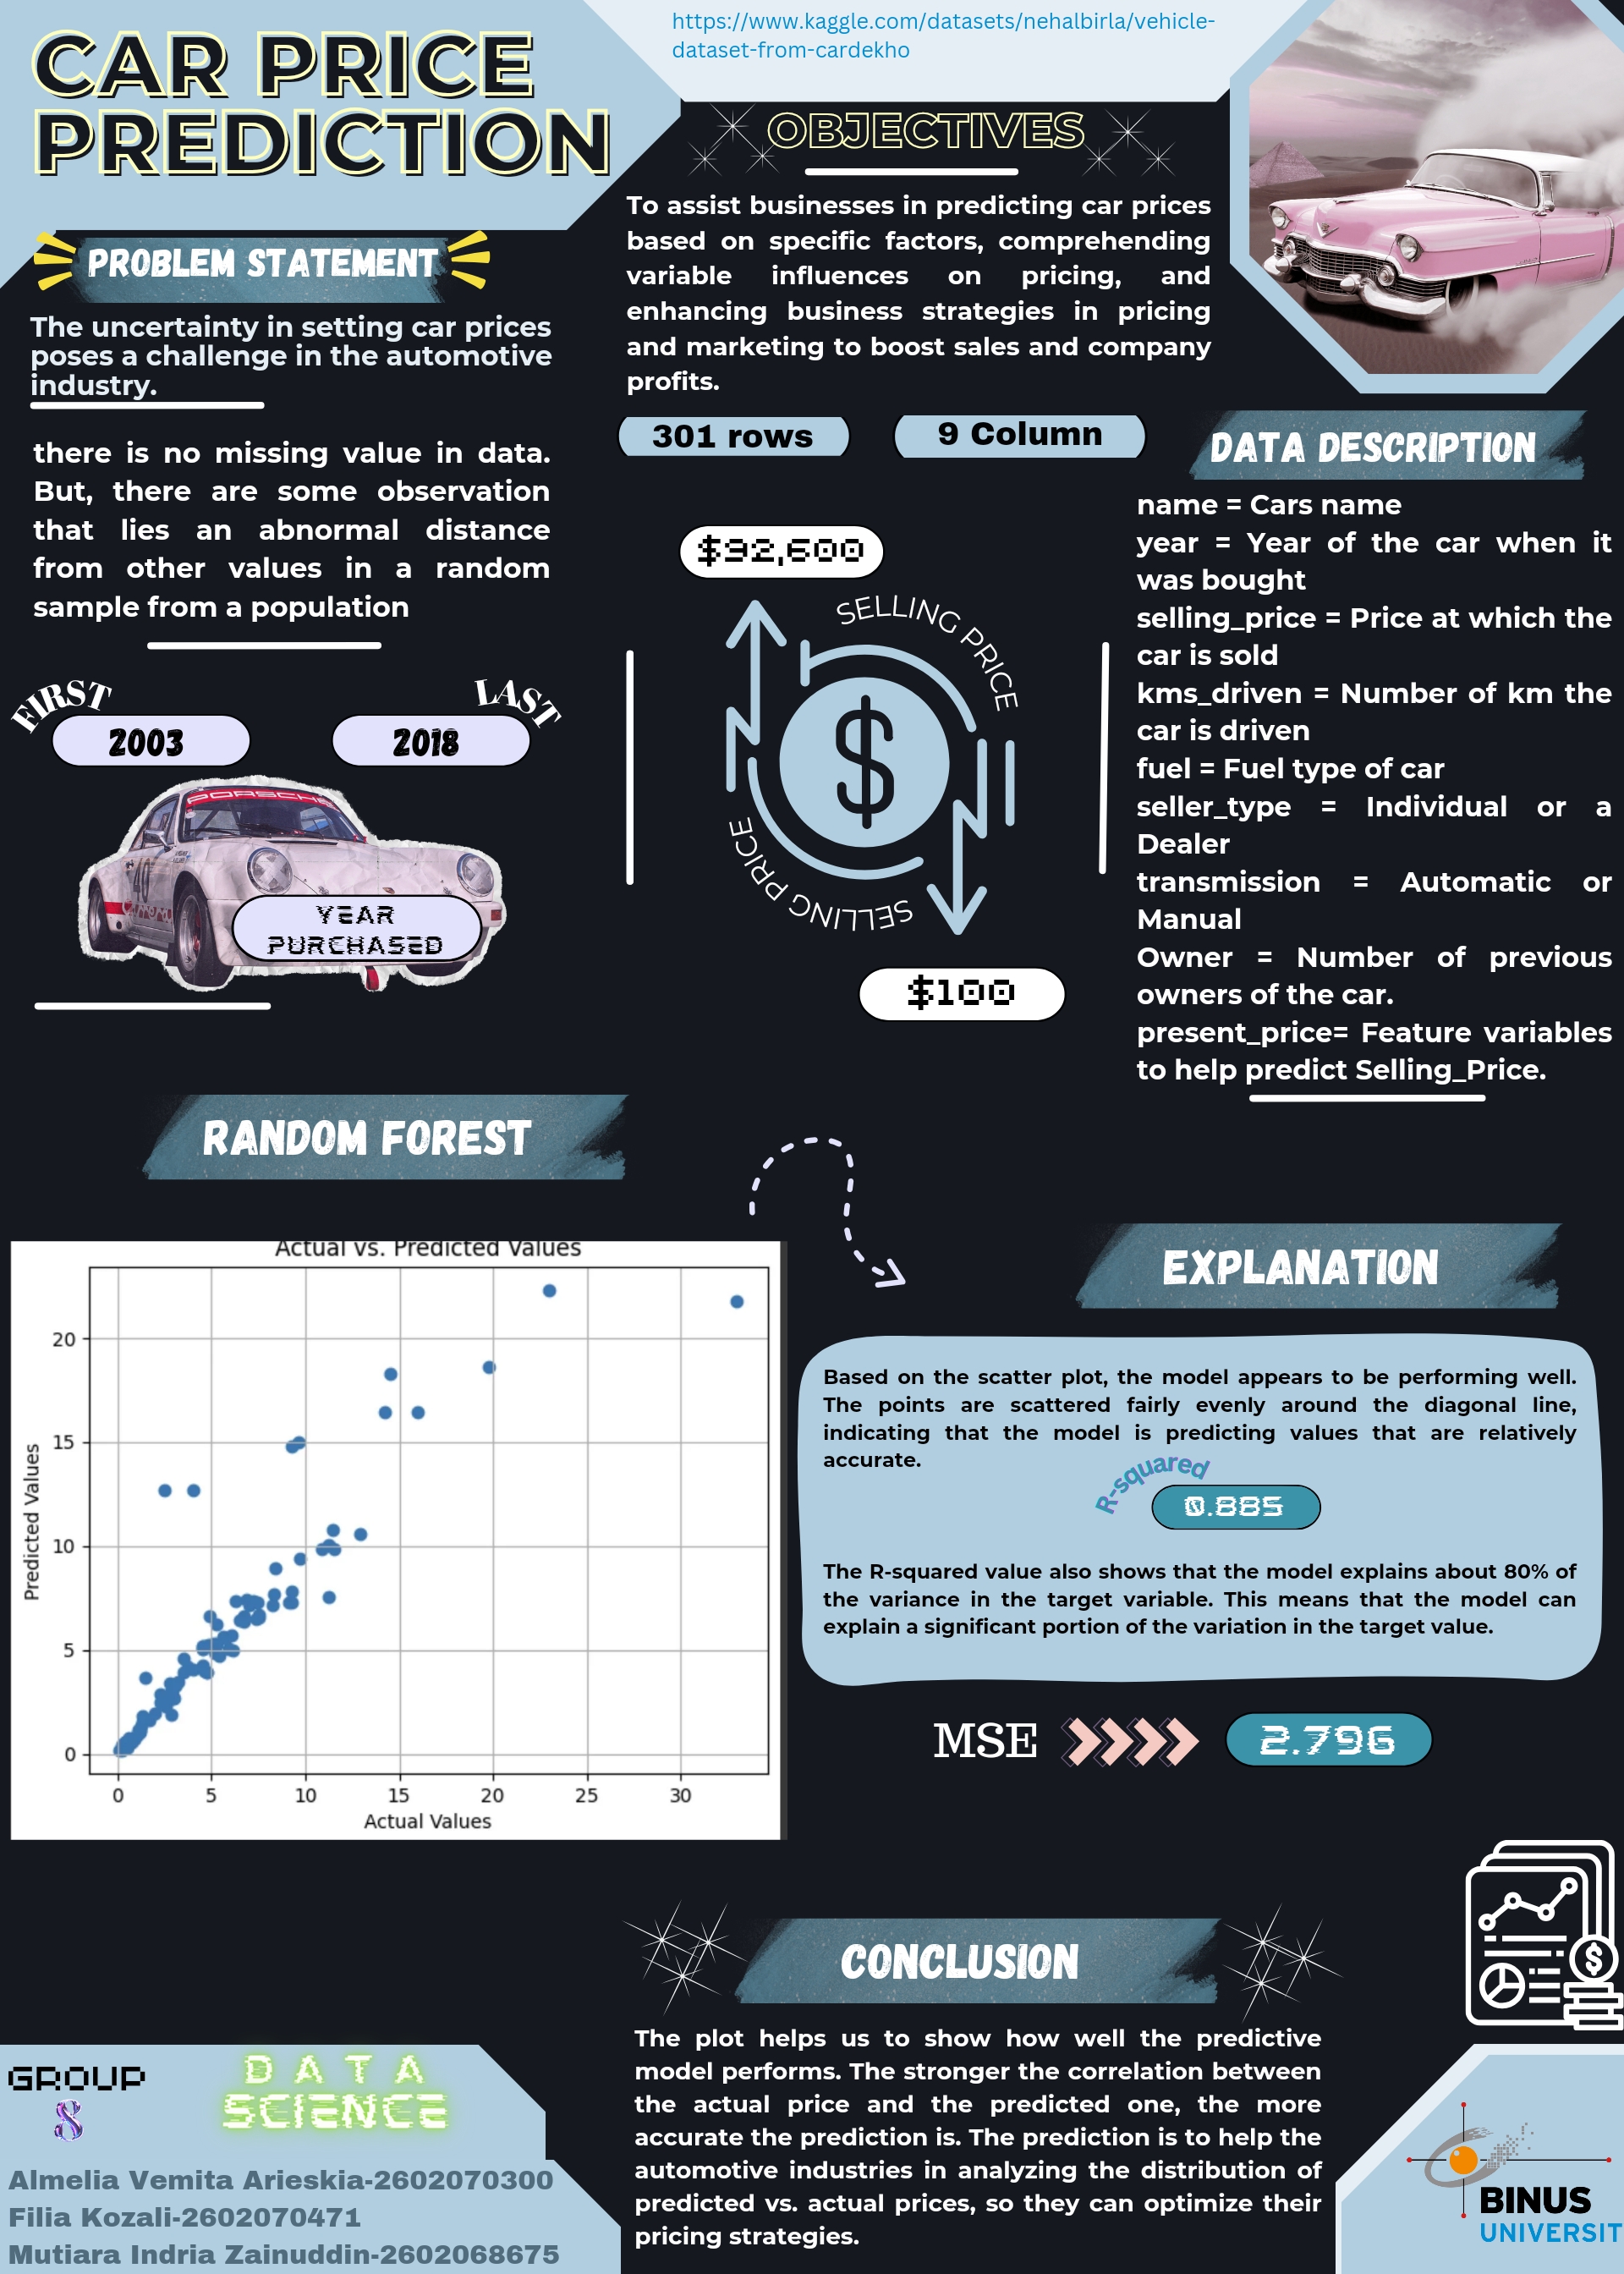 CAR PRICE
PREDICTION
https://www.kaggle.com/datasets/nehalbirla/vehicle-
dataset-from-cardekho
OBJECTIVES
To assist businesses in predicting car prices
based on specific factors, comprehending
variable influences on pricing, and
enhancing business strategies in pricing
and marketing to boost sales and company
profits.
PROBLEM STATEMENT
The uncertainty in setting car prices
poses a challenge in the automotive
industry.
there is no missing value in data.
But, there are some observation
that lies an abnormal distance
from other values in a random
sample from a population
FIRST
LAST
2003
2018
PORSCHE
Carrera
YEAR
PURCHASED
301 rows
9 Column
$92,600
SELLING PRICE
$
SELLING PRICE
$100
DATA DESCRIPTION
name = Cars name
year = Year of the car when it
was bought
selling_price = Price at which the
car is sold
kms_driven = Number of km the
car is driven
fuel = Fuel type of car
seller_type = Individual or a
Dealer
transmission = Automatic or
Manual
Owner = Number of previous
owners of the car.
present_price= Feature variables
to help predict Selling_Price.
RANDOM FOREST
Actual vs. Predicted Values
Predicted Values
20
15
10
5
0
0 5 10 15 20 25 30
Actual Values
EXPLANATION
Based on the scatter plot, the model appears to be performing well.
The points are scattered fairly evenly around the diagonal line,
indicating that the model is predicting values that are relatively
accurate.
R-squared
0.885
The R-squared value also shows that the model explains about 80% of
the variance in the target variable. This means that the model can
explain a significant portion of the variation in the target value.
MSE
2.796
CONCLUSION
The plot helps us to show how well the predictive
model performs. The stronger the correlation between
the actual price and the predicted one, the more
accurate the prediction is. The prediction is to help the
automotive industries in analyzing the distribution of
predicted vs. actual prices, so they can optimize their
pricing strategies.
$
GROUP
8
DATA
SCIENCE
Almelia Vemita Arieskia-2602070300
Filia Kozali-2602070471
Mutiara Indria Zainuddin-2602068675
BINUS
UNIVERSIT